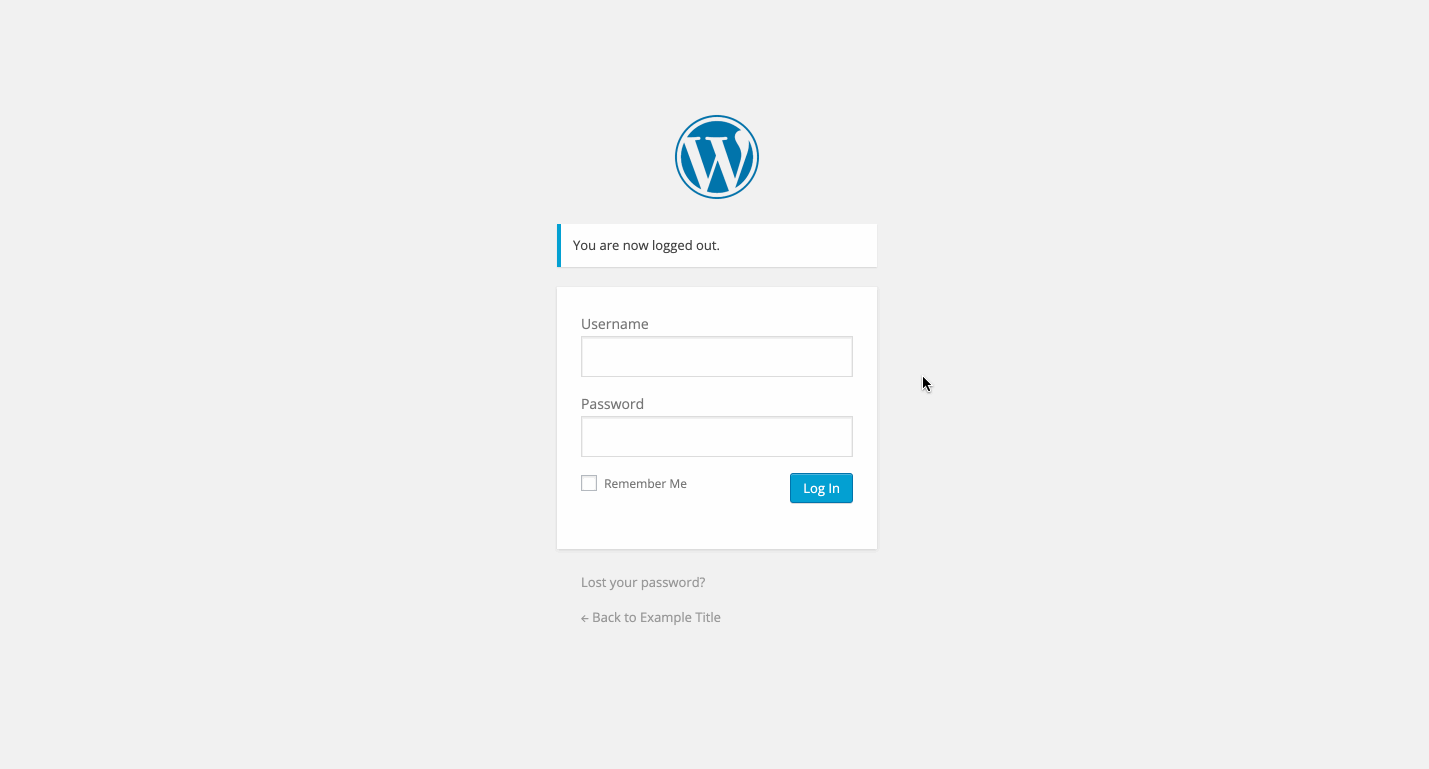 You are now logged out.
Username
Password
Remember Me
Log In
Lost your password?
← Back to Example Title